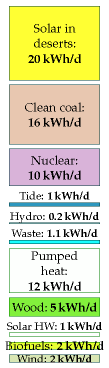 Solar in
deserts:
20 kWh/d
Clean coal:
16 kWh/d
Nuclear:
10 kWh/d
Tide: 1 kWh/d
Hydro: 0.2 kWh/d
Waste: 1.1 kWh/d
Pumped
heat:
12 kWh/d
Wood: 5 kWh/d
Solar HW: 1 kWh/d
Biofuels: 2 kWh/d
Wind: 2 kWh/d